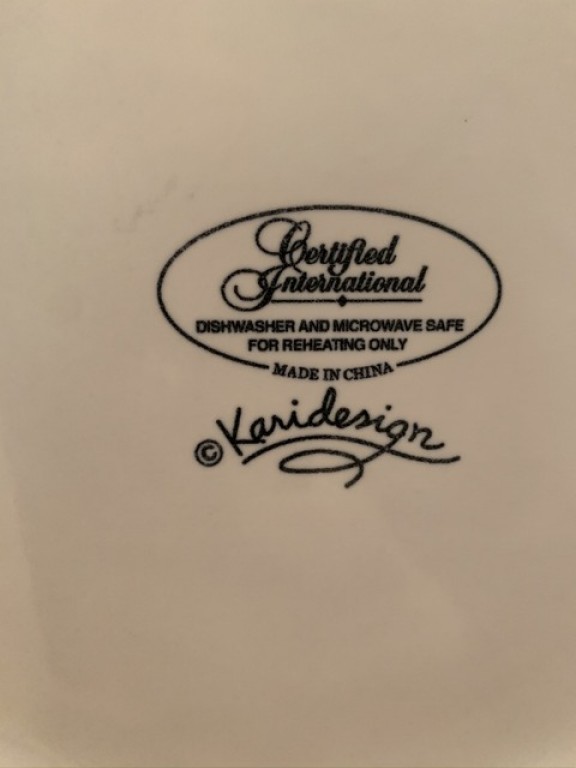 Certified
International
DISHWASHER AND MICROWAVE SAFE
FOR REHEATING ONLY
MADE IN CHINA
© Karidesign